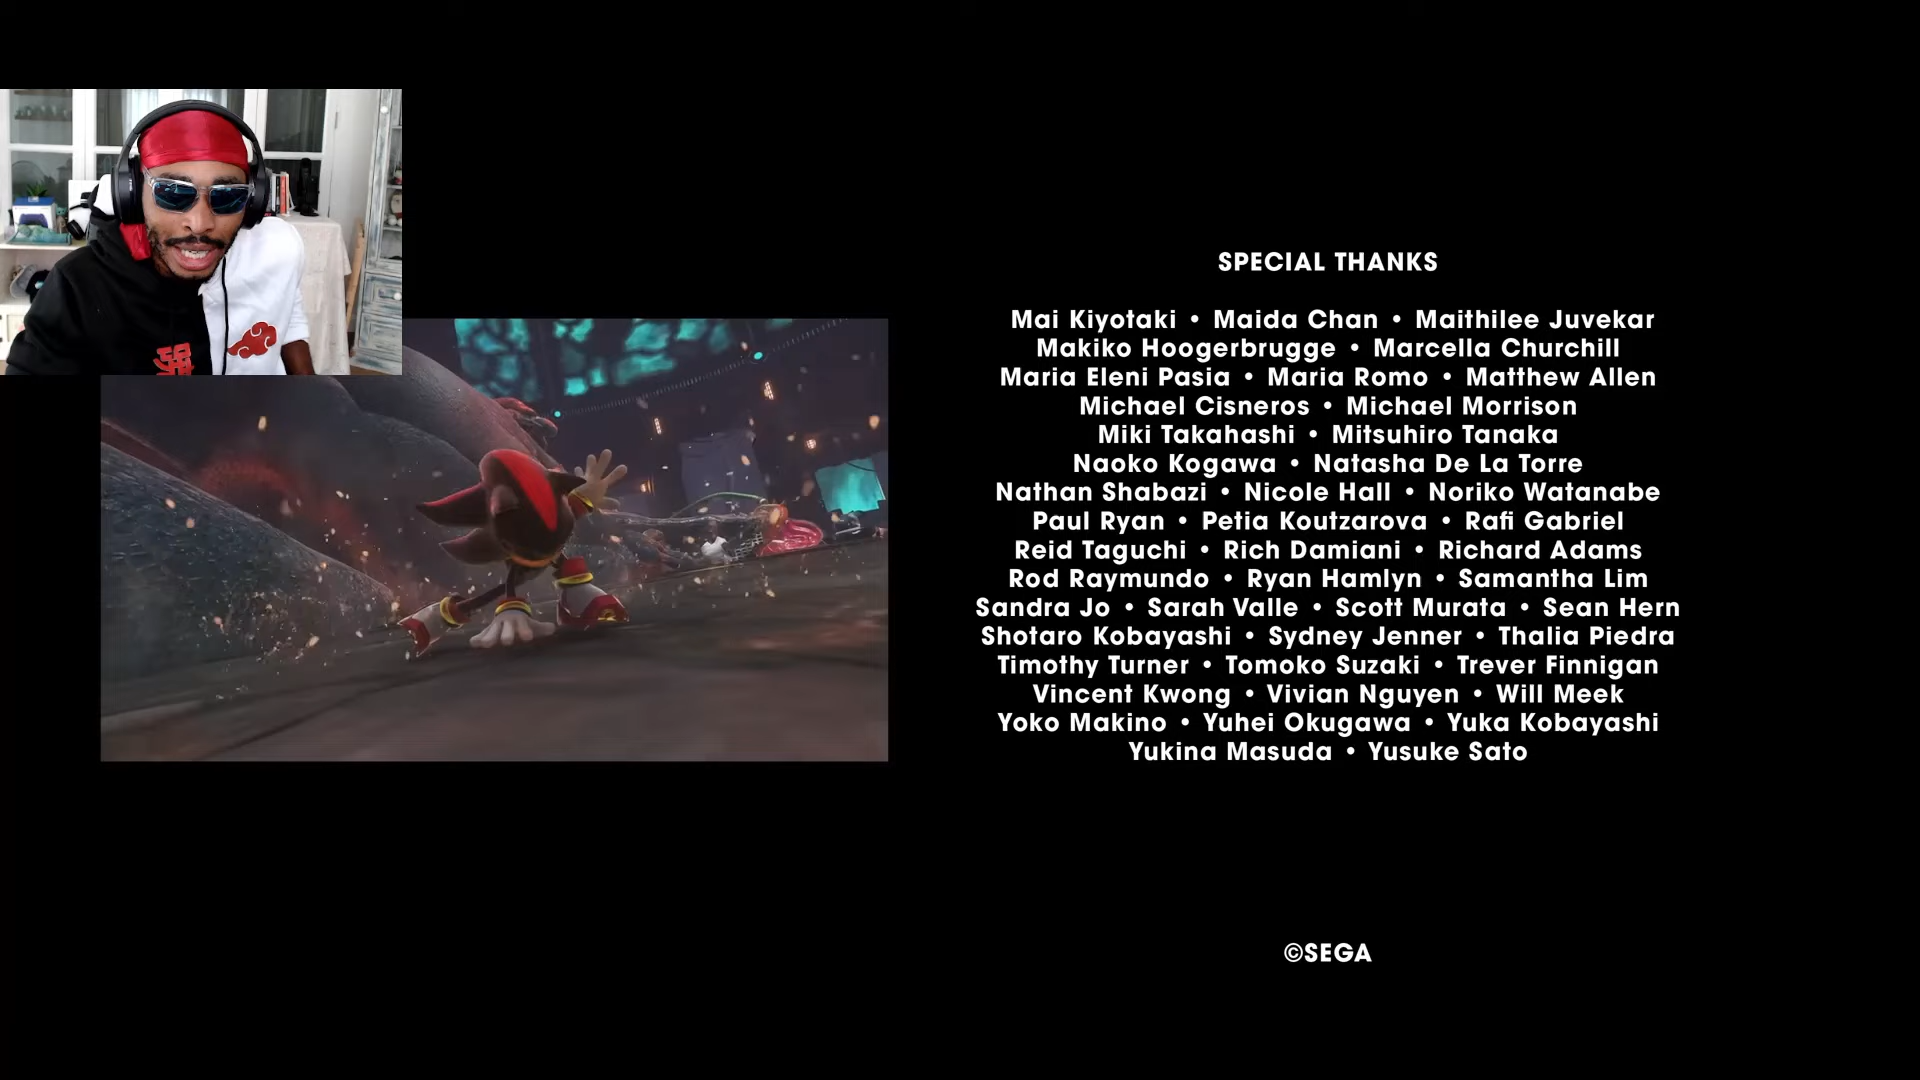 SPECIAL THANKS
Mai Kiyotaki • Maida Chan • Maithilee Juvekar
Makiko Hoogerbrugge • Marcella Churchill
Maria Eleni Pasia • Maria Romo • Matthew Allen
Michael Cisneros • Michael Morrison
Miki Takahashi • Mitsuhiro Tanaka
Naoko Kogawa • Natasha De La Torre
Nathan Shabazi • Nicole Hall • Noriko Watanabe
Paul Ryan • Petia Koutzarova • Rafi Gabriel
Reid Taguchi • Rich Damiani • Richard Adams
Rod Raymundo • Ryan Hamlyn • Samantha Lim
Sandra Jo • Sarah Valle • Scott Murata • Sean Hern
Shotaro Kobayashi • Sydney Jenner • Thalia Piedra
Timothy Turner • Tomoko Suzaki • Trever Finnigan
Vincent Kwong • Vivian Nguyen • Will Meek
Yoko Makino • Yuhei Okugawa • Yuka Kobayashi
Yukina Masuda • Yusuke Sato
©SEGA